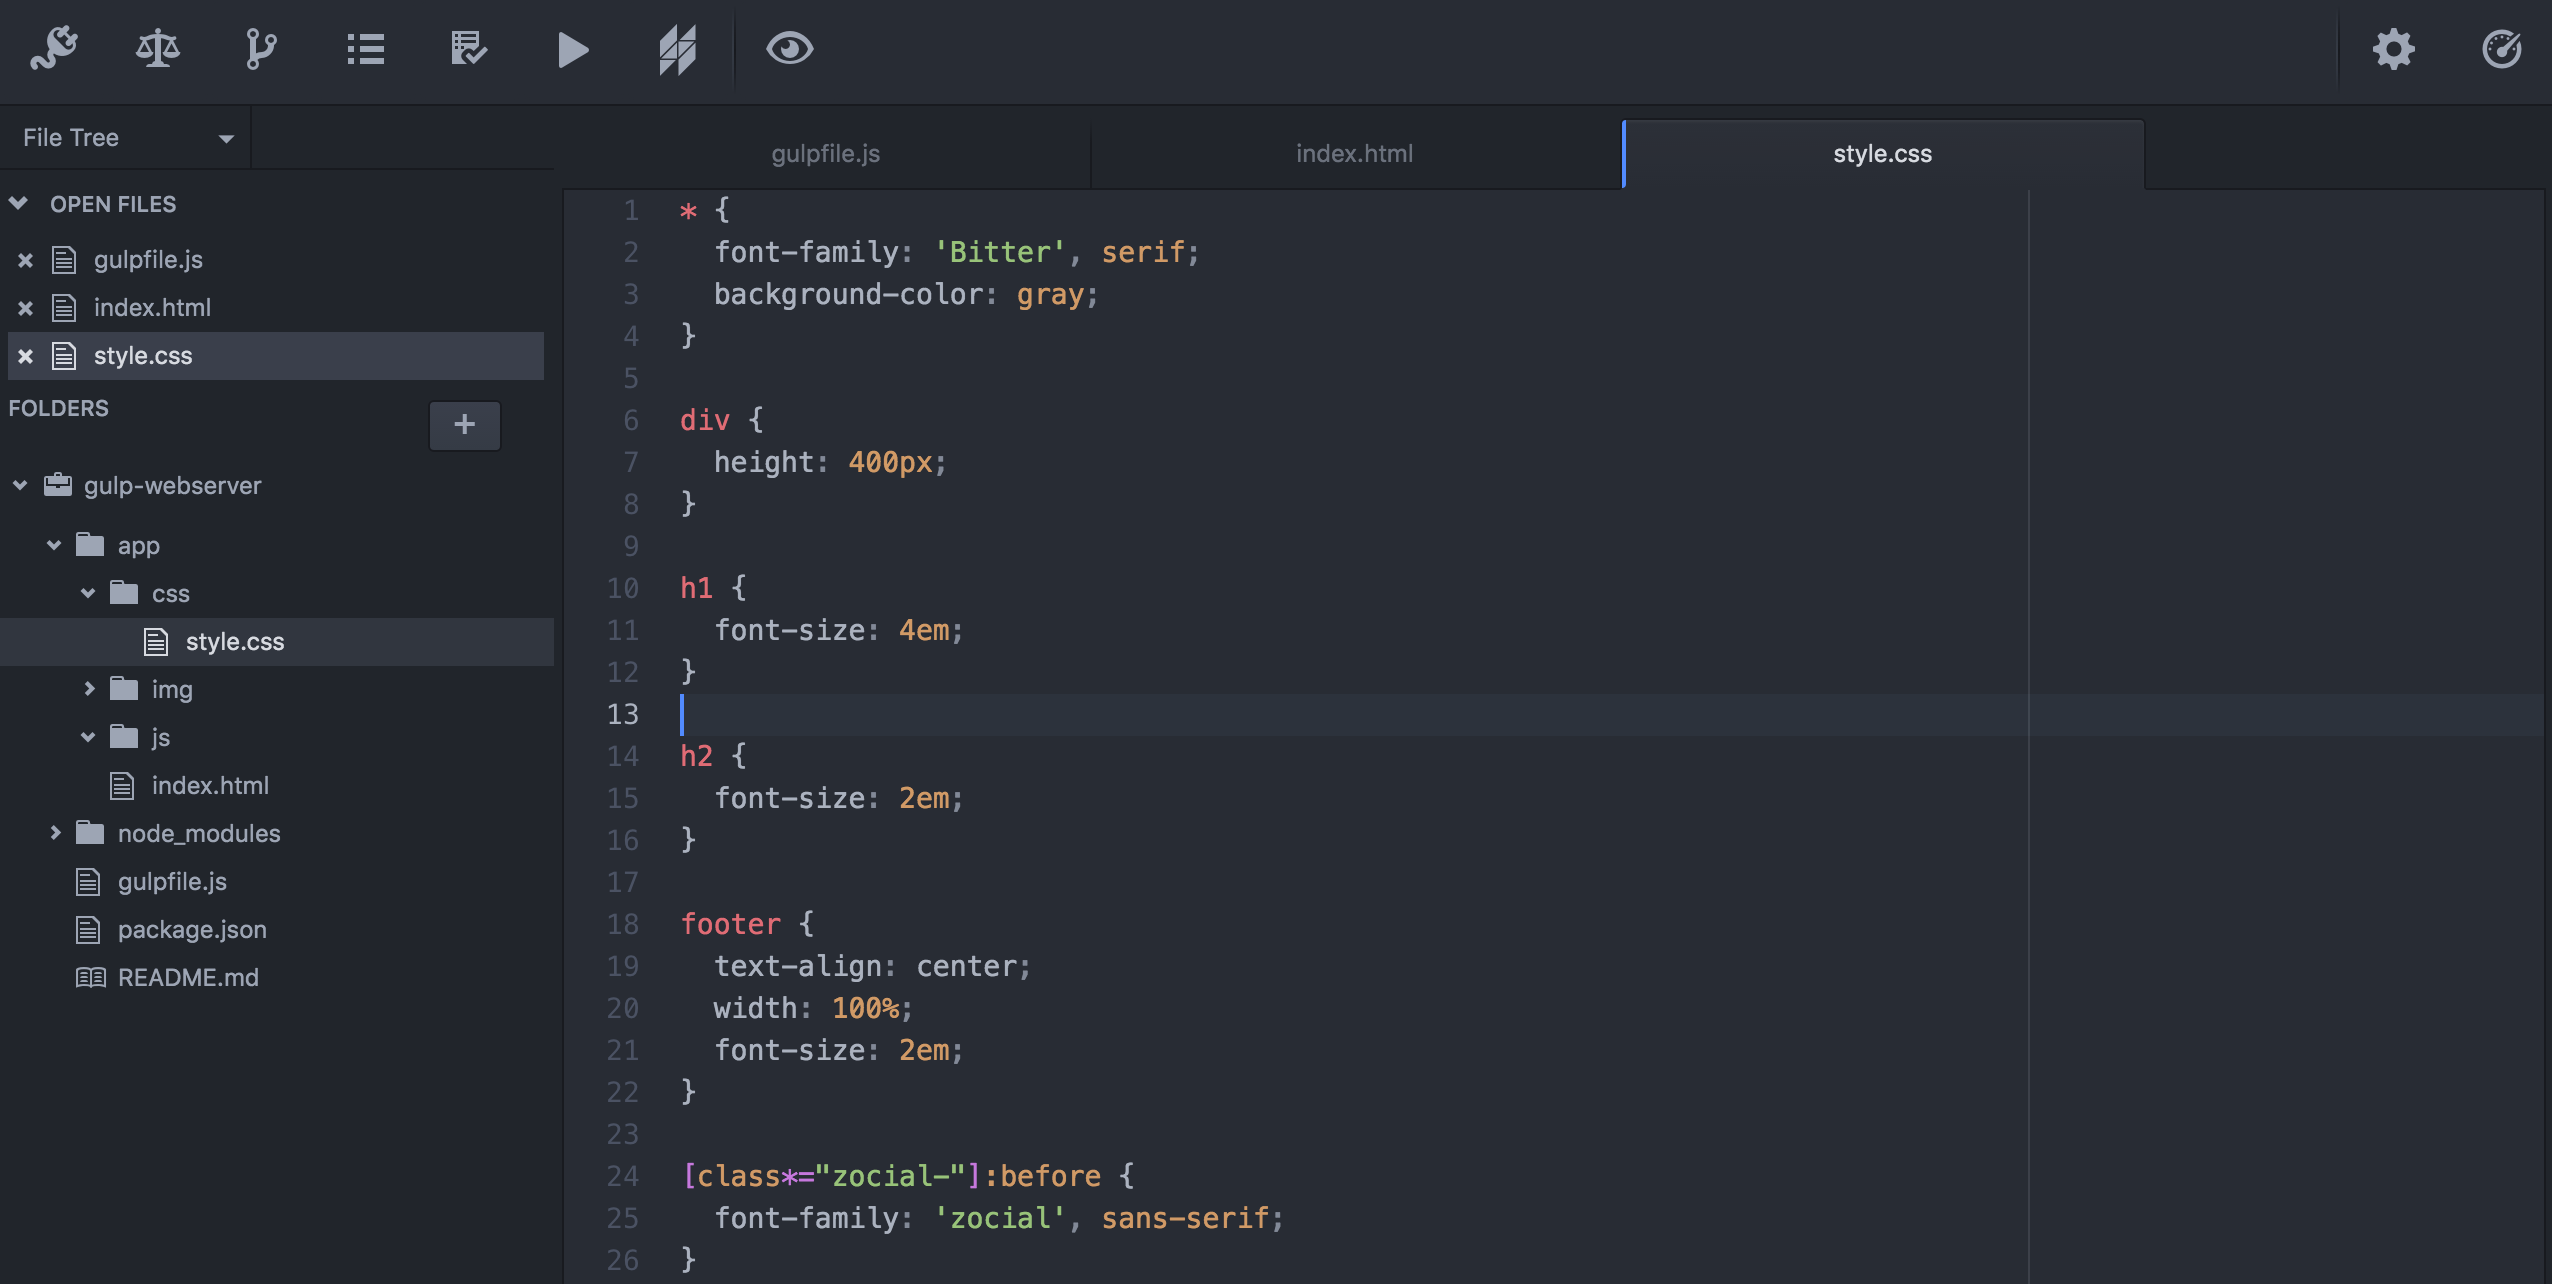 File Tree
OPEN FILES
gulpfile.js
index.html
style.css
FOLDERS
+
gulp-webserver
app
css
style.css
img
js
index.html
node_modules
gulpfile.js
package.json
README.md
gulpfile.js index.html style.css
1 * {
2 font-family: 'Bitter', serif;
3 background-color: gray;
4 }
5
6 div {
7 height: 400px;
8 }
9
10 h1 {
11 font-size: 4em;
12 }
13
14 h2 {
15 font-size: 2em;
16 }
17
18 footer {
19 text-align: center;
20 width: 100%;
21 font-size: 2em;
22 }
23
24 [class*="zocial-"]:before {
25 font-family: 'zocial', sans-serif;
26 }